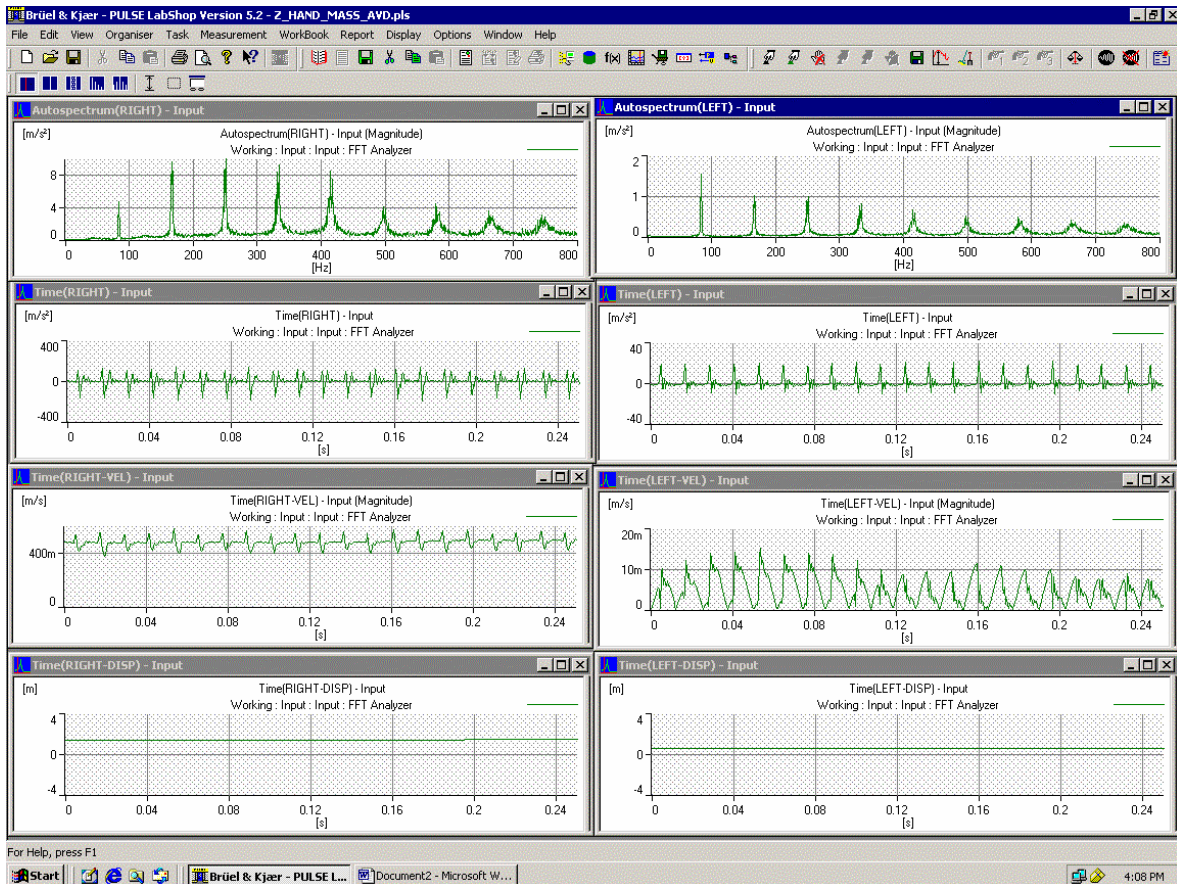 Brüel & Kjær - PULSE LabShop Version 5.2 - Z_HAND_MASS_AVD.pls
File Edit View Organiser Task Measurement WorkBook Report Display Options Window Help
Autospectrum(RIGHT) - Input
[m/s²]
Autospectrum(RIGHT) - Input (Magnitude)
Working : Input : Input : FFT Analyzer
8
4
0
0 100 200 300 400 500 600 700 800
[Hz]
Autospectrum(LEFT) - Input
[m/s²]
Autospectrum(LEFT) - Input (Magnitude)
Working : Input : Input : FFT Analyzer
2
1
0
0 100 200 300 400 500 600 700 800
[Hz]
Time(RIGHT) - Input
[m/s²]
Time(RIGHT) - Input
Working : Input : Input : FFT Analyzer
400
0
-400
0 0.04 0.08 0.12 0.16 0.2 0.24
[s]
Time(LEFT) - Input
[m/s²]
Time(LEFT) - Input
Working : Input : Input : FFT Analyzer
40
0
-40
0 0.04 0.08 0.12 0.16 0.2 0.24
[s]
Time(RIGHT-VEL) - Input
[m/s]
Time(RIGHT-VEL) - Input (Magnitude)
Working : Input : Input : FFT Analyzer
400m
0
0 0.04 0.08 0.12 0.16 0.2 0.24
[s]
Time(LEFT-VEL) - Input
[m/s]
Time(LEFT-VEL) - Input (Magnitude)
Working : Input : Input : FFT Analyzer
20m
10m
0
0 0.04 0.08 0.12 0.16 0.2 0.24
[s]
Time(RIGHT-DISP) - Input
[m]
Time(RIGHT-DISP) - Input
Working : Input : Input : FFT Analyzer
4
0
-4
0 0.04 0.08 0.12 0.16 0.2 0.24
[s]
Time(LEFT-DISP) - Input
[m]
Time(LEFT-DISP) - Input
Working : Input : Input : FFT Analyzer
4
0
-4
0 0.04 0.08 0.12 0.16 0.2 0.24
[s]
For Help, press F1
Start Brüel & Kjær - PULSE L... Document2 - Microsoft W... 4:08 PM